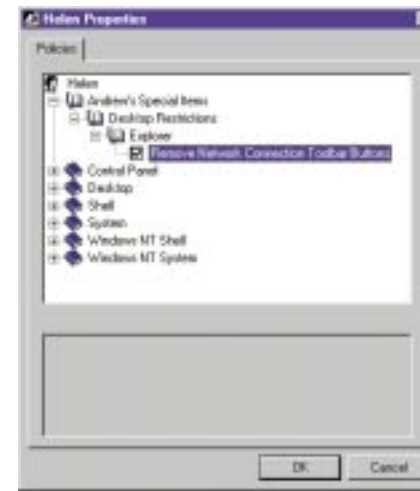 Helen Properties
Policies
Helen
Andrew's Special Items
Desktop Restrictions
Explorer
Remove Network Connection Toolbar Buttons
Control Panel
Desktop
Shell
System
Windows NT Shell
Windows NT System
OK
Cancel